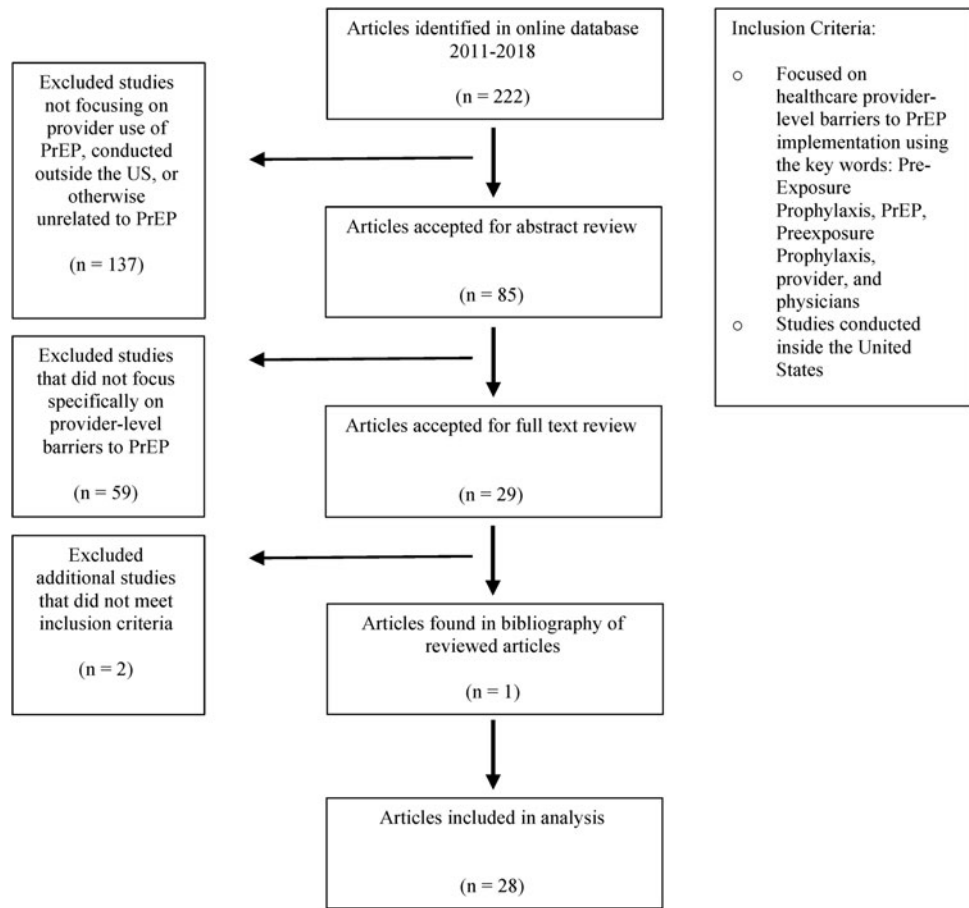 Articles identified in online database
2011-2018
(n = 222)
Excluded studies
not focusing on
provider use of
PrEP, conducted
outside the US, or
otherwise
unrelated to PrEP
(n = 137)
Articles accepted for abstract review
(n = 85)
Excluded studies
that did not focus
specifically on
provider-level
barriers to PrEP
(n = 59)
Articles accepted for full text review
(n = 29)
Excluded
additional studies
that did not meet
inclusion criteria
(n = 2)
Articles found in bibliography of
reviewed articles
(n = 1)
Articles included in analysis
(n = 28)
Inclusion Criteria:
o Focused on
healthcare provider-
level barriers to PrEP
implementation using
the key words: Pre-
Exposure
Prophylaxis, PrEP,
Preexposure
Prophylaxis,
provider, and
physicians
o Studies conducted
inside the United
States